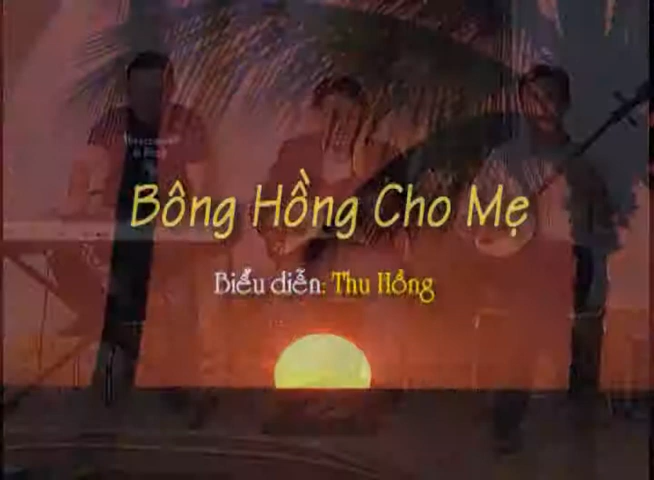 Bông Hồng Cho Mẹ
Biểu diễn: Thu Hồng